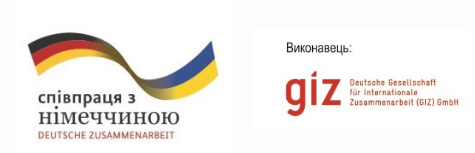 співпраця з
німеччиною
DEUTSCHE ZUSAMMENARBEIT
Виконавець:
giz
Deutsche Gesellschaft
für Internationale
Zusammenarbeit (GIZ) GmbH